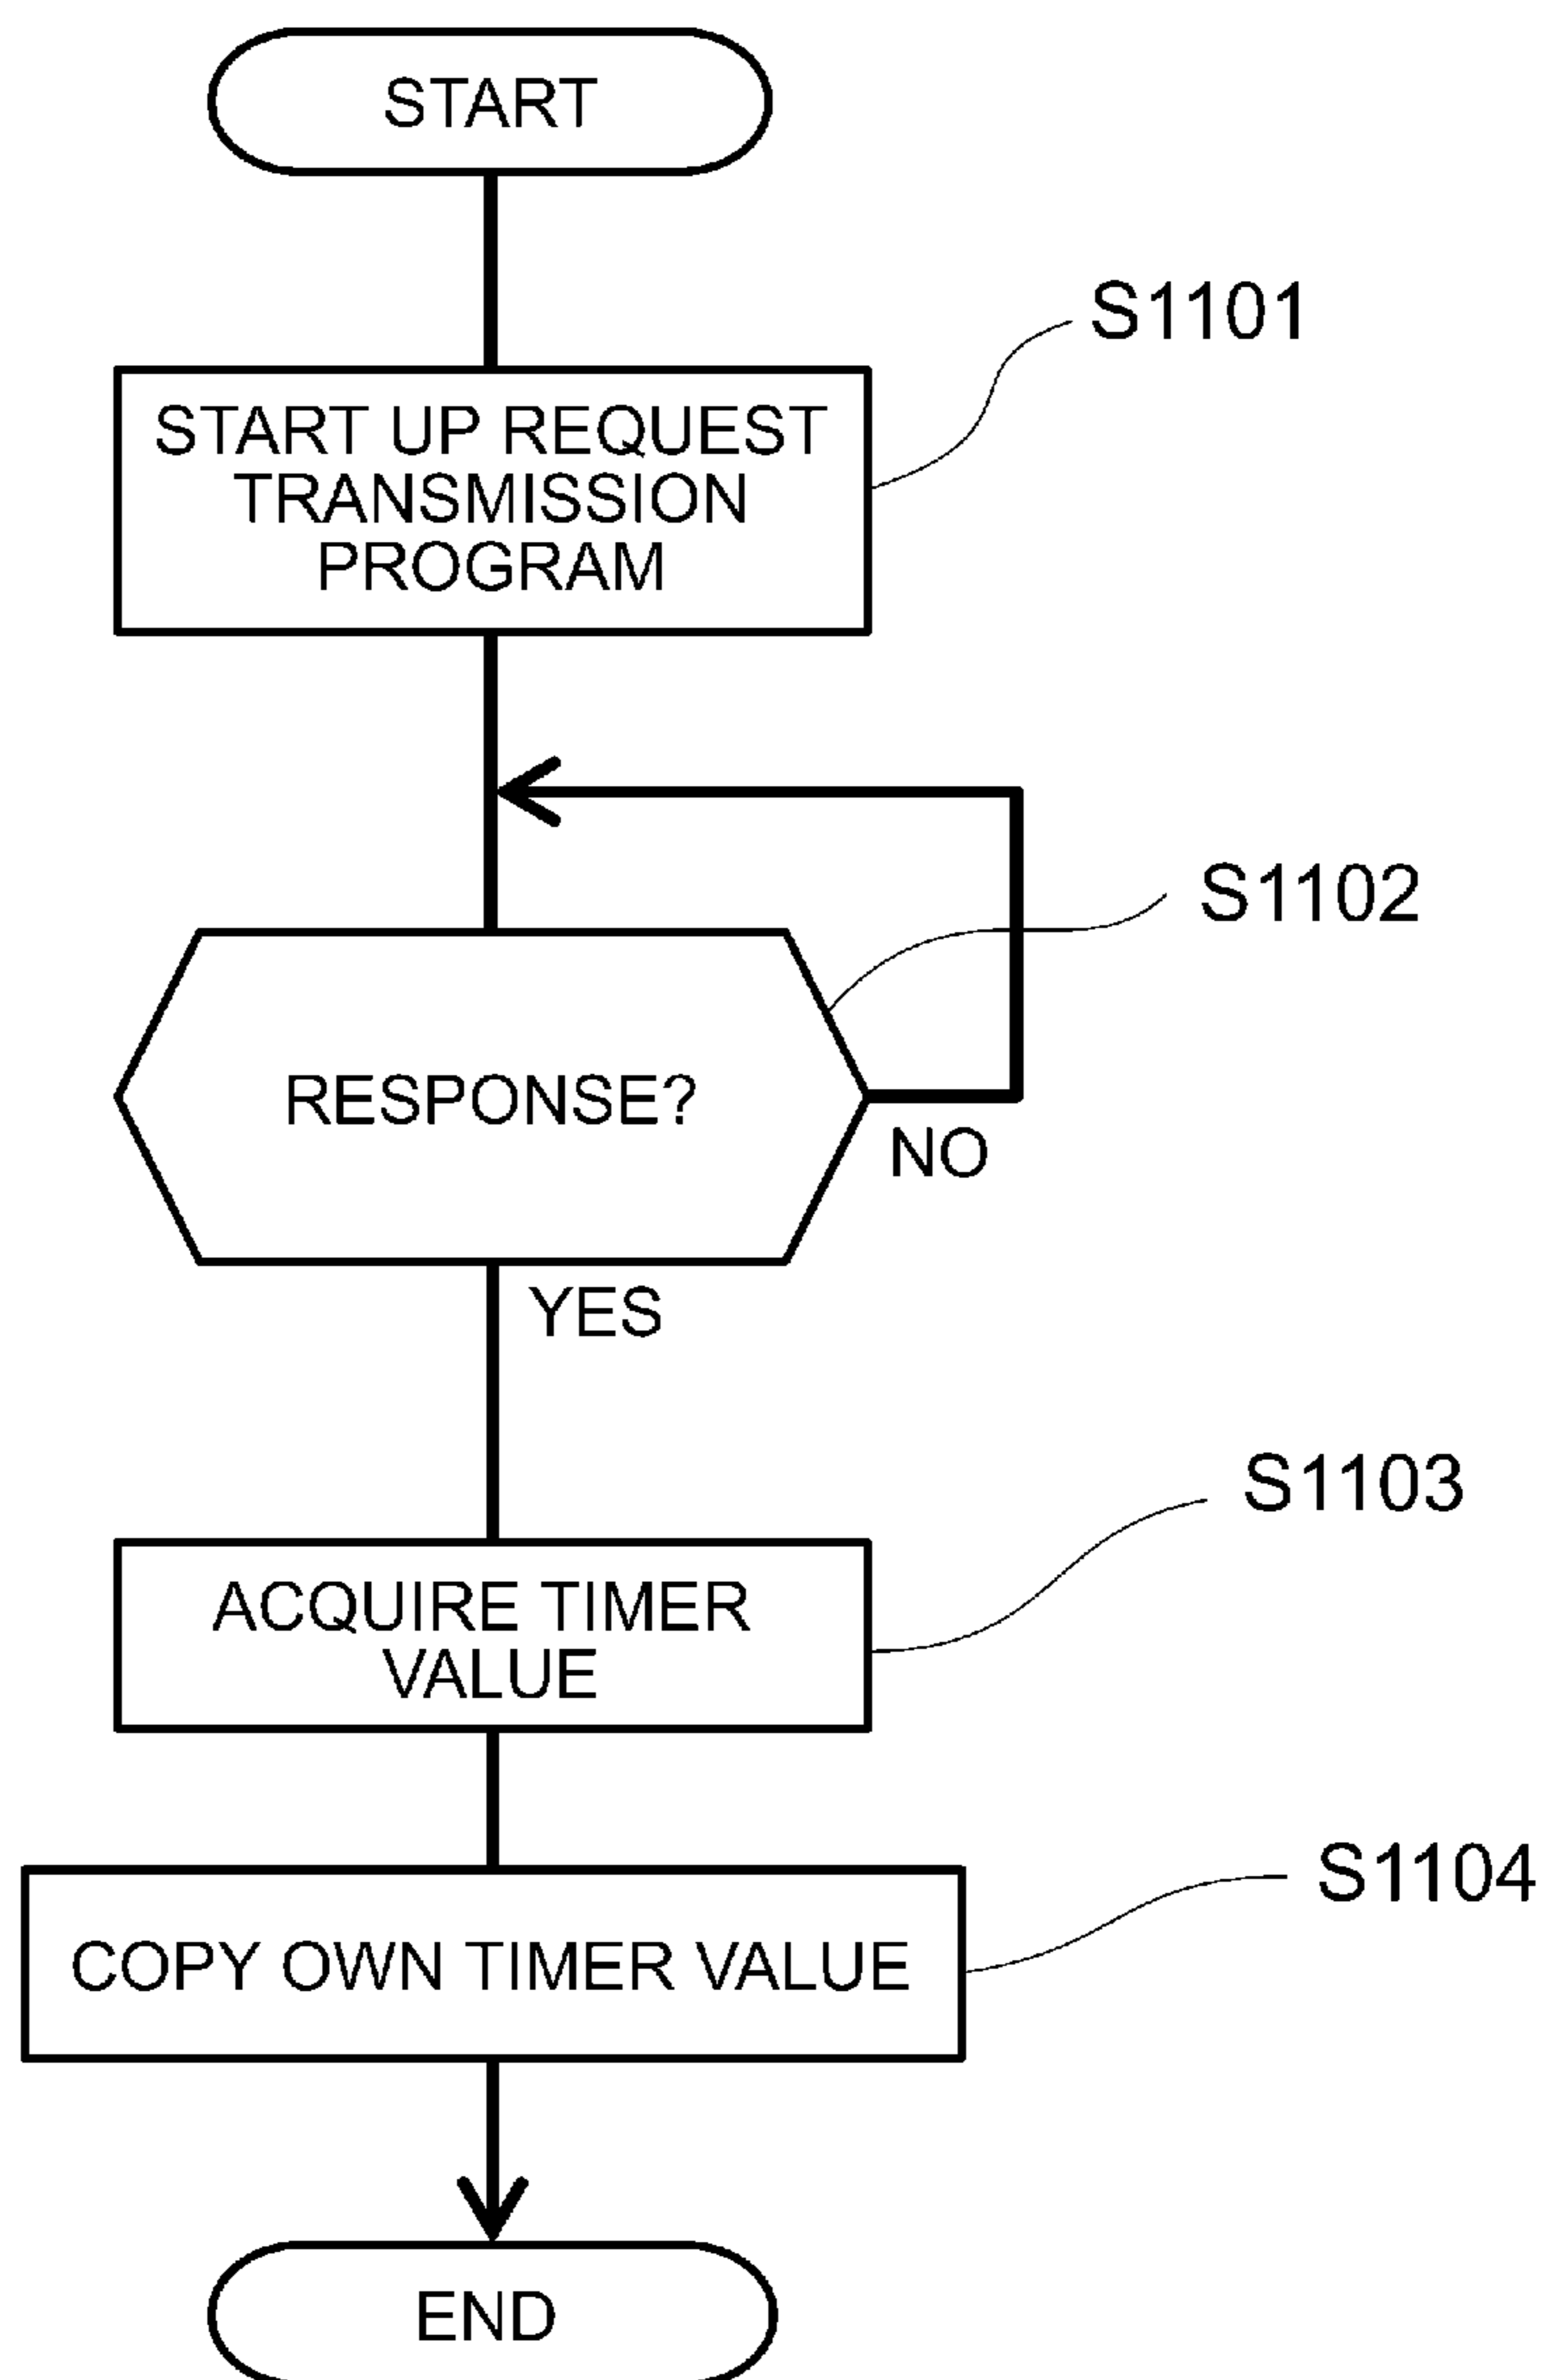 START
S1101
START UP REQUEST
TRANSMISSION
PROGRAM
S1102
RESPONSE?
NO
YES
S1103
ACQUIRE TIMER
VALUE
S1104
COPY OWN TIMER VALUE
END